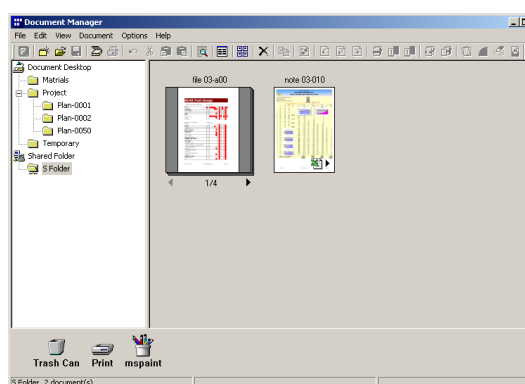 Document Manager
File Edit View Document Options Help
Document Desktop
Matrials
Project
Plan-0001
Plan-0002
Plan-0050
Temporary
Shared Folder
S Folder
file 03-a00
note 03-010
1/4
Trash Can Print mspaint
S Folder 2 document(s)